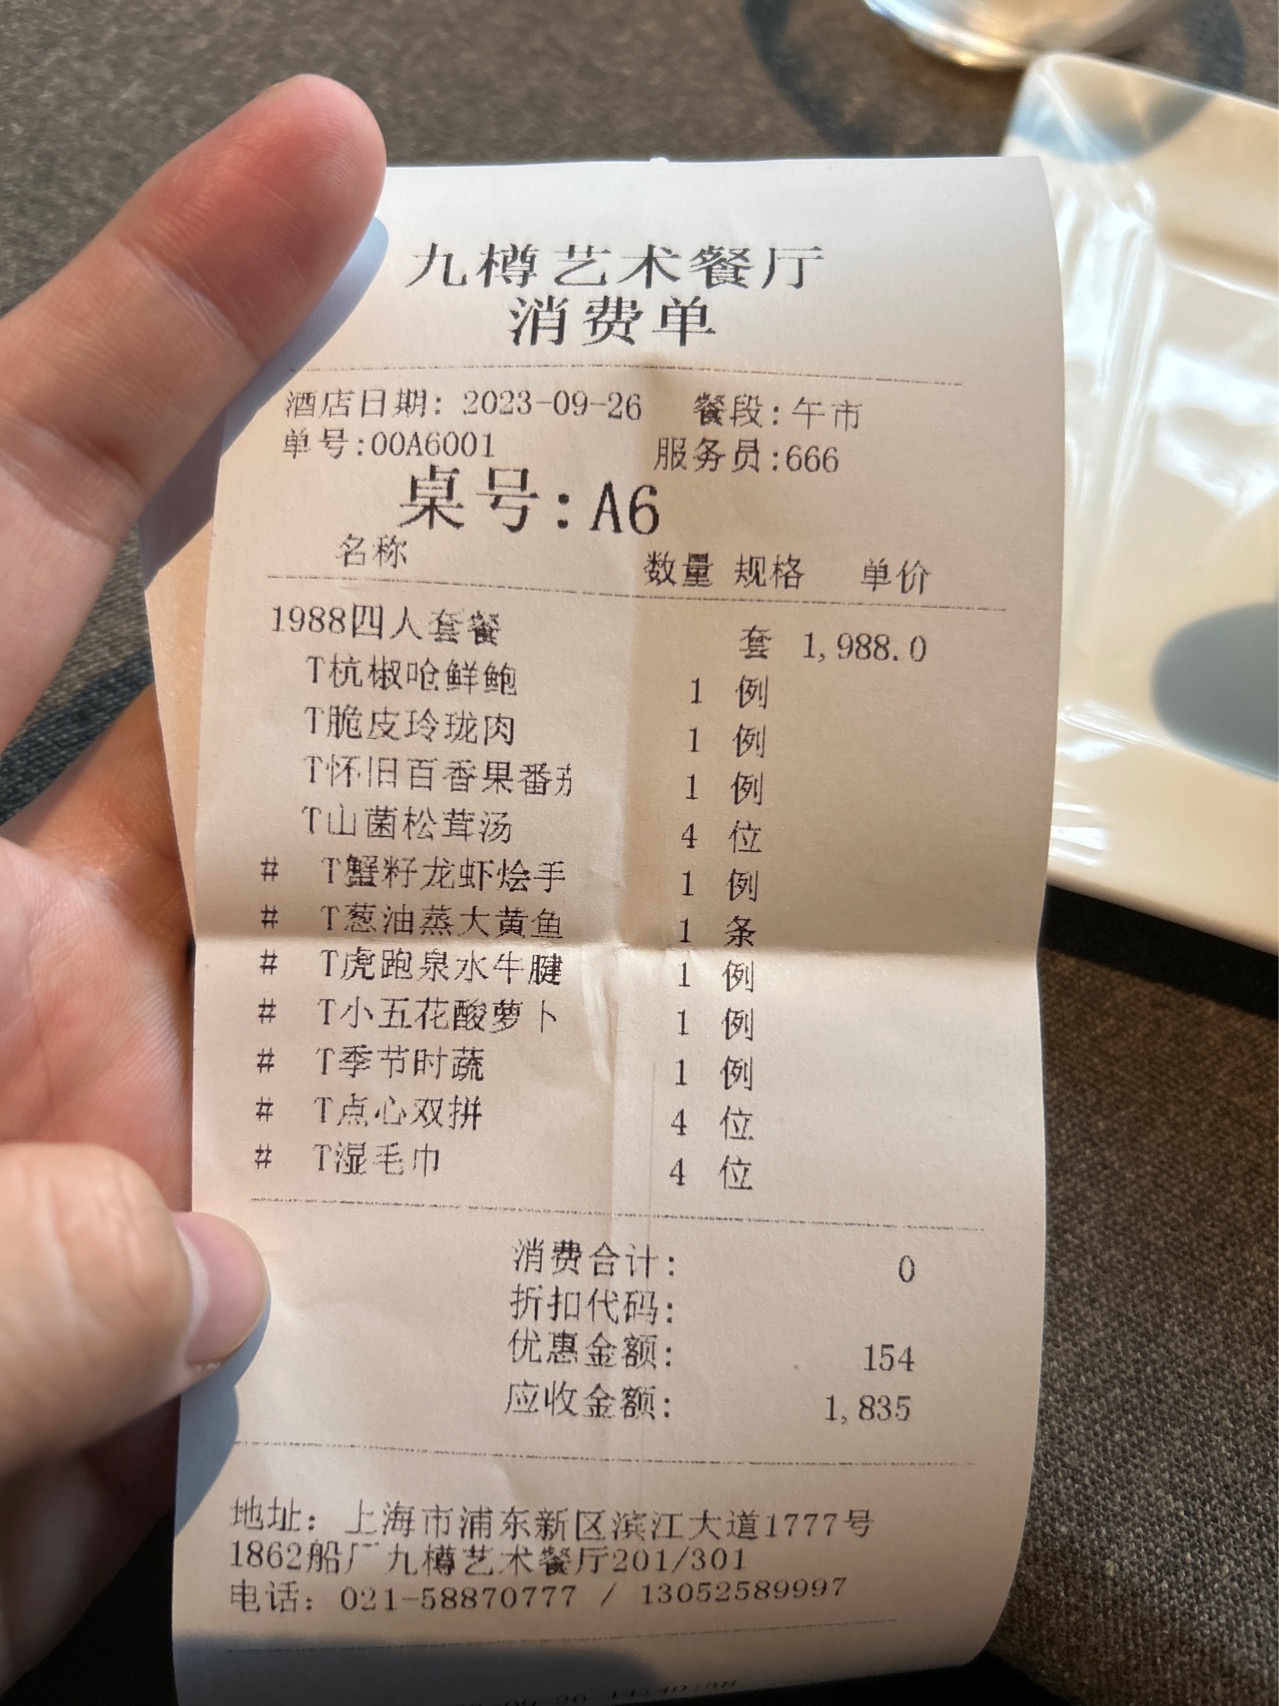 九樽艺术餐厅
消费单
酒店日期: 2023-09-26 餐段: 午市
单号:00A6001 服务员:666
桌号:A6
名称 数量 规格 单价
1988四人套餐 套 1,988.0
T杭椒呛鲜鲍 1 例
T脆皮玲珑肉 1 例
T怀旧百香果番茄 1 例
T山菌松茸汤 4 位
# T蟹籽龙虾烩手 1 例
# T葱油蒸大黄鱼 1 条
# T虎跑泉水牛腱 1 例
# T小五花酸萝卜 1 例
# T季节时蔬 1 例
# T点心双拼 4 位
# T湿毛巾 4 位
消费合计: 0
折扣代码:
优惠金额: 154
应收金额: 1,835
地址: 上海市浦东新区滨江大道1777号
1862船厂九樽艺术餐厅201/301
电话: 021-58870777 / 13052589997